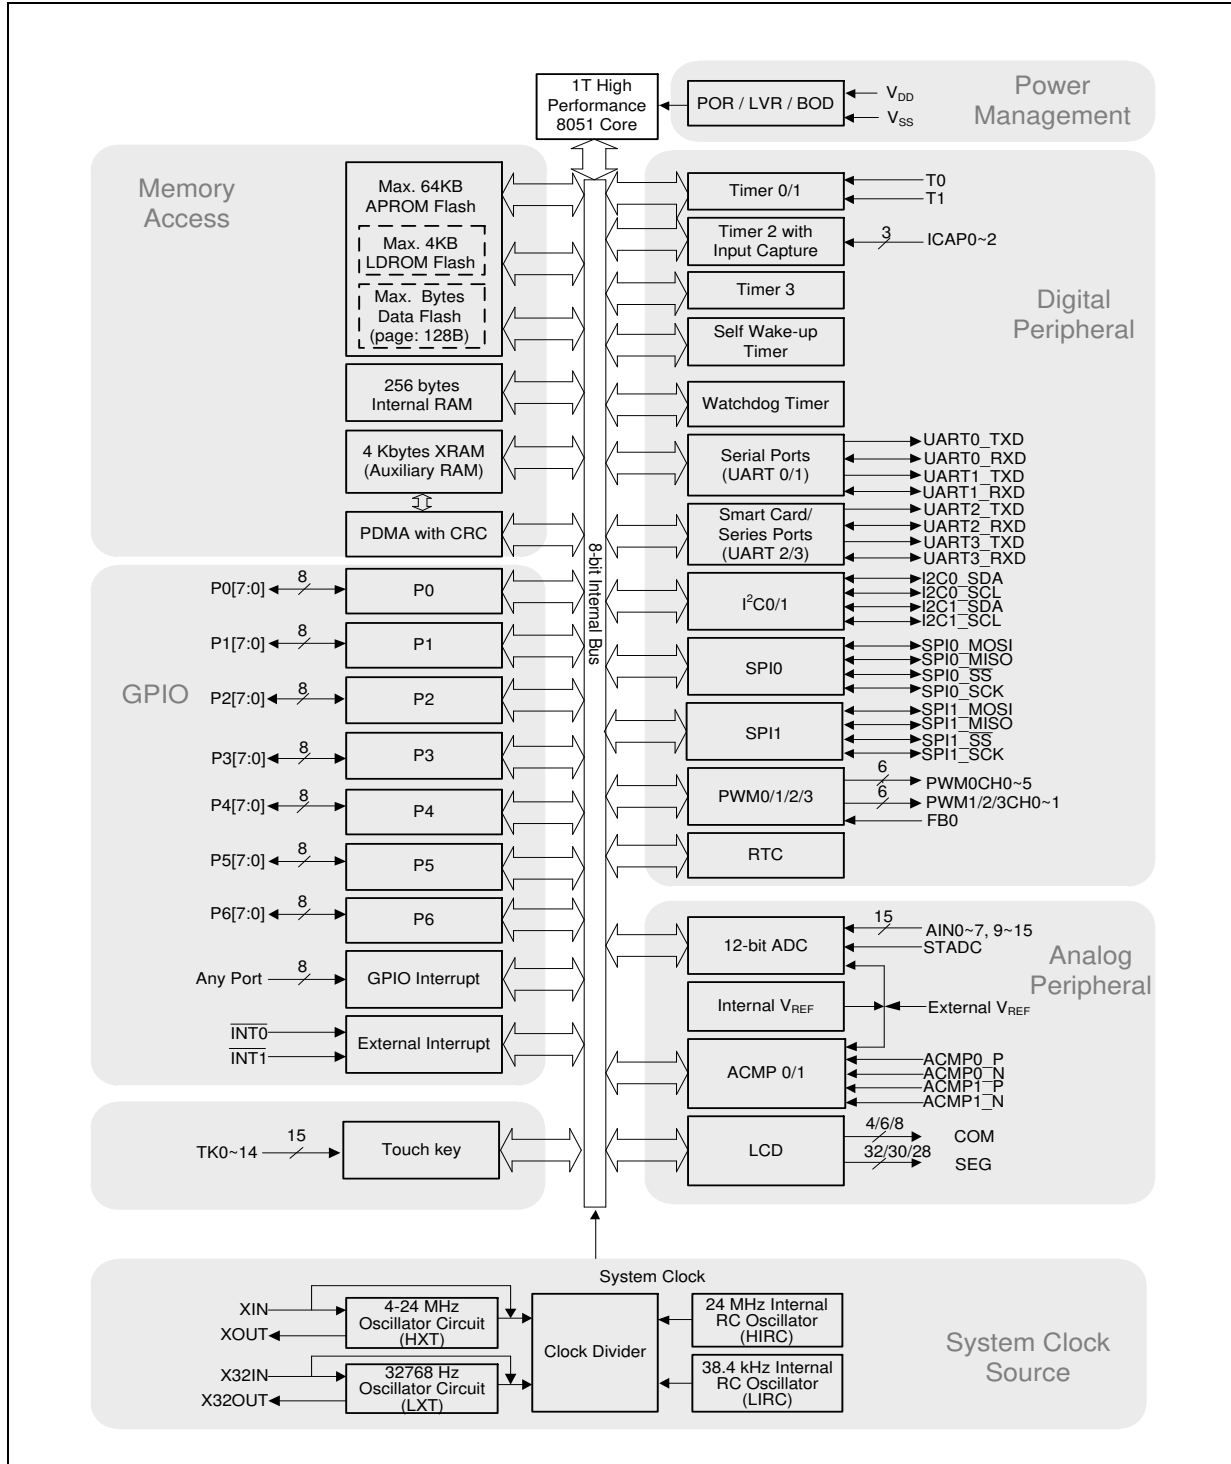 1T High
Performance
8051 Core
POR / LVR / BOD
VDD
VSS
Power
Management
Memory
Access
Max. 64KB
APROM Flash
Max. 4KB
LDROM Flash
Max. Bytes
Data Flash
(page: 128B)
256 bytes
Internal RAM
4 Kbytes XRAM
(Auxiliary RAM)
PDMA with CRC
GPIO
P0[7:0]
8
P0
P1[7:0]
8
P1
P2[7:0]
8
P2
P3[7:0]
8
P3
P4[7:0]
8
P4
P5[7:0]
8
P5
P6[7:0]
8
P6
Any Port
8
GPIO Interrupt
INT0
INT1
External Interrupt
TK0~14
15
Touch key
8-bit Internal Bus
Digital
Peripheral
Timer 0/1
T0
T1
Timer 2 with
Input Capture
3
ICAP0~2
Timer 3
Self Wake-up
Timer
Watchdog Timer
Serial Ports
(UART 0/1)
UART0_TXD
UART0_RXD
UART1_TXD
UART1_RXD
Smart Card/
Series Ports
(UART 2/3)
UART2_TXD
UART2_RXD
UART3_TXD
UART3_RXD
I²C0/1
I2C0_SDA
I2C0_SCL
I2C1_SDA
I2C1_SCL
SPI0
SPI0_MOSI
SPI0_MISO
SPI0_SS
SPI0_SCK
SPI1
SPI1_MOSI
SPI1_MISO
SPI1_SS
SPI1_SCK
PWM0/1/2/3
6
PWM0CH0~5
6
PWM1/2/3CH0~1
FB0
RTC
Analog
Peripheral
12-bit ADC
15
AIN0~7, 9~15
STADC
Internal VREF
External VREF
ACMP 0/1
ACMP0_P
ACMP0_N
ACMP1_P
ACMP1_N
LCD
4/6/8
COM
32/30/28
SEG
System Clock
XIN
XOUT
4-24 MHz
Oscillator Circuit
(HXT)
X32IN
X32OUT
32768 Hz
Oscillator Circuit
(LXT)
Clock Divider
24 MHz Internal
RC Oscillator
(HIRC)
38.4 kHz Internal
RC Oscillator
(LIRC)
System Clock
Source